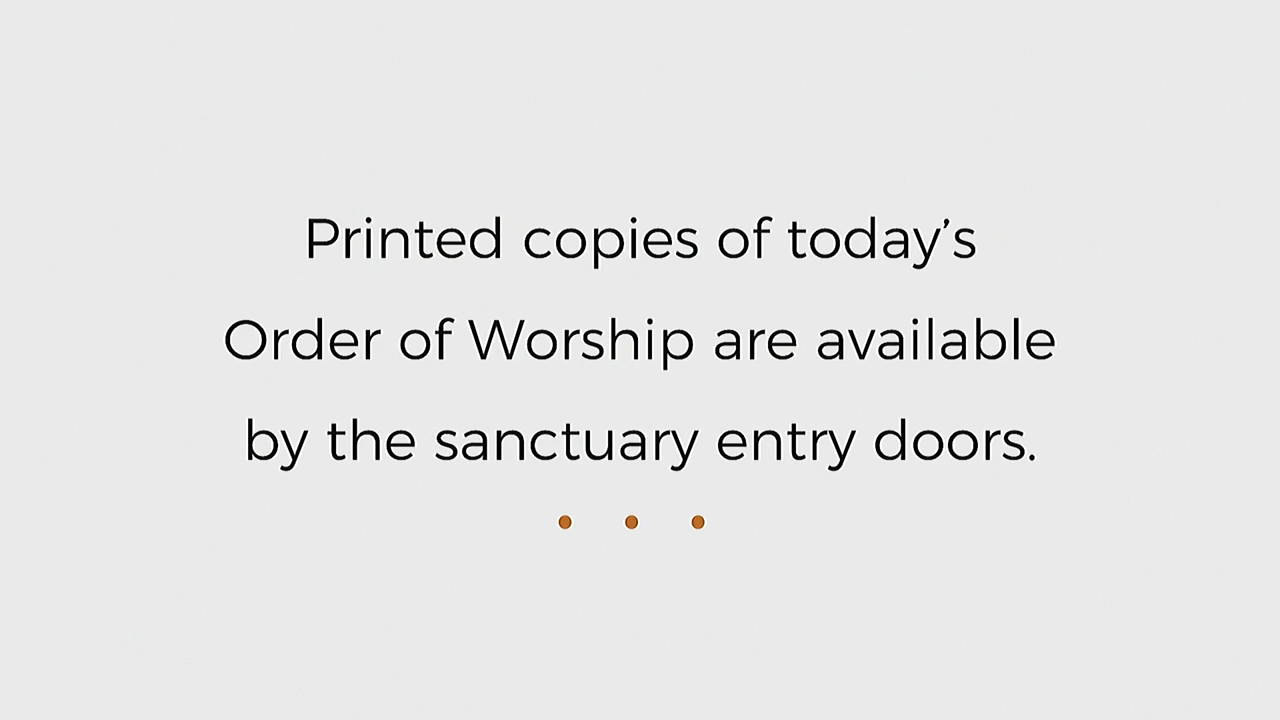 Printed copies of today’s
Order of Worship are available
by the sanctuary entry doors.